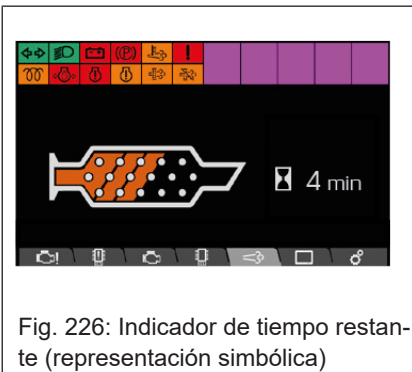 (P)
4 min
Fig. 226: Indicador de tiempo restan-
te (representación simbólica)